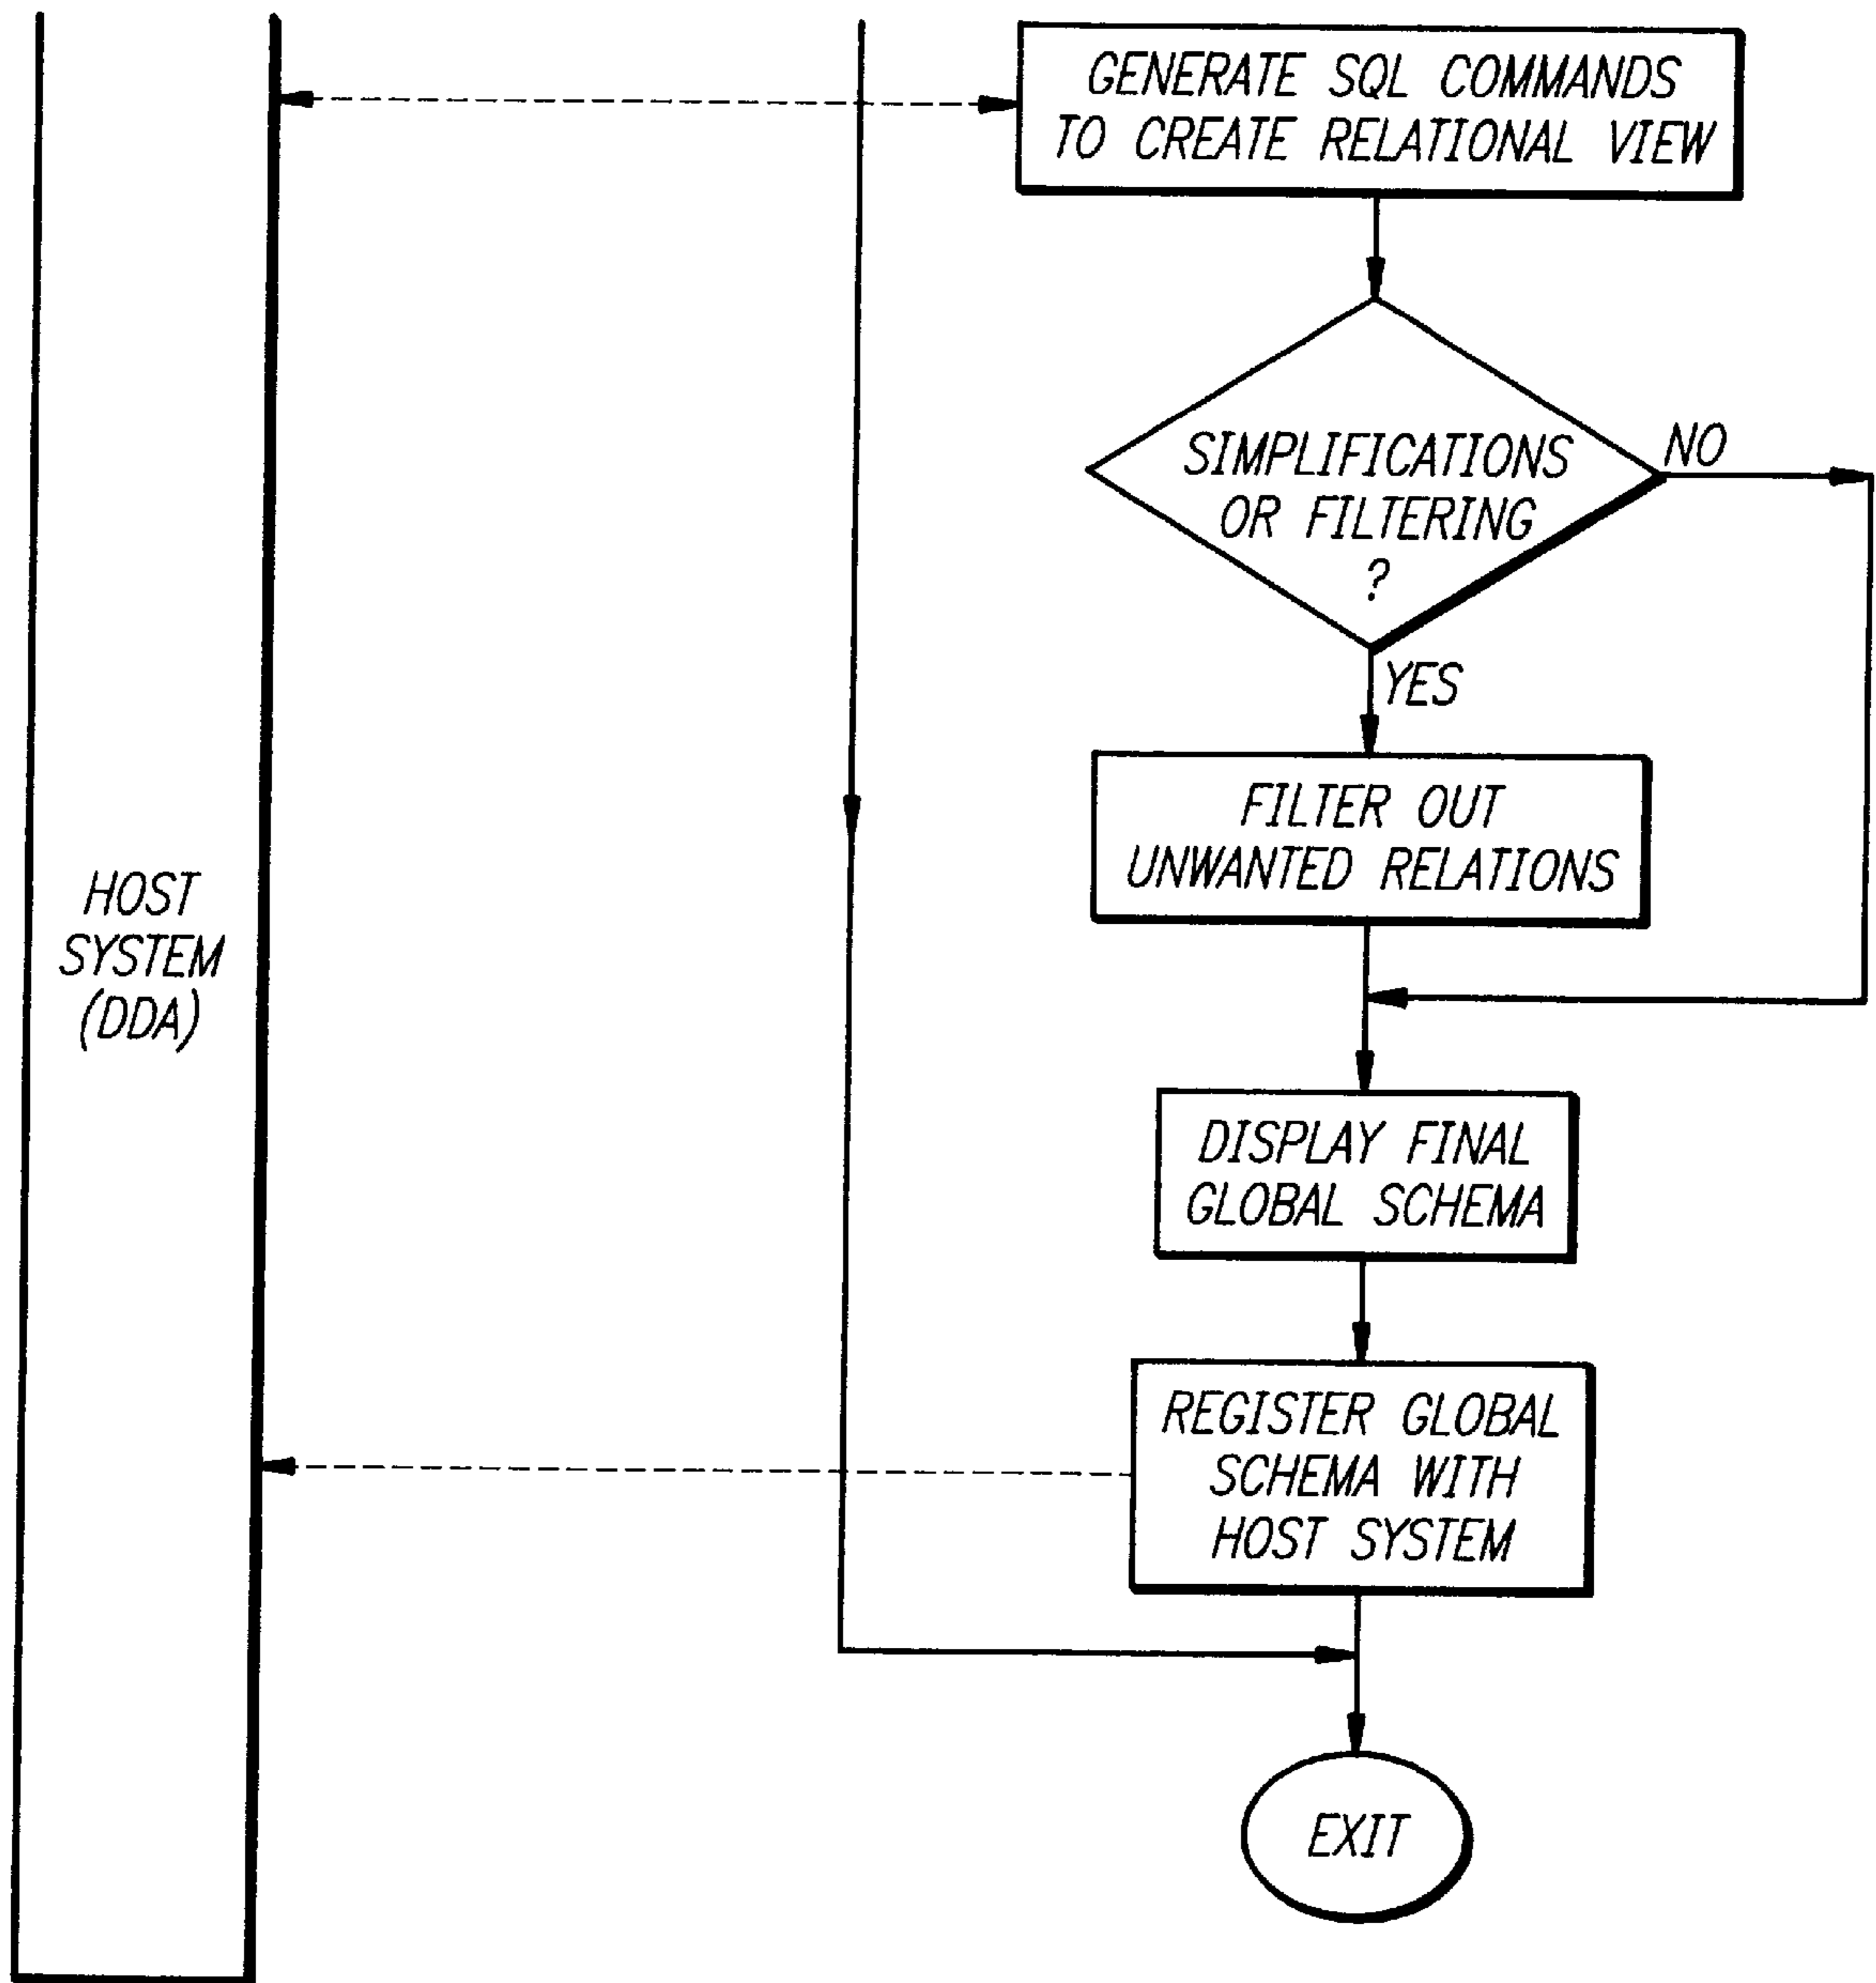 GENERATE SQL COMMANDS
TO CREATE RELATIONAL VIEW
SIMPLIFICATIONS
OR FILTERING
?
NO
YES
FILTER OUT
UNWANTED RELATIONS
HOST
SYSTEM
(DDA)
DISPLAY FINAL
GLOBAL SCHEMA
REGISTER GLOBAL
SCHEMA WITH
HOST SYSTEM
EXIT